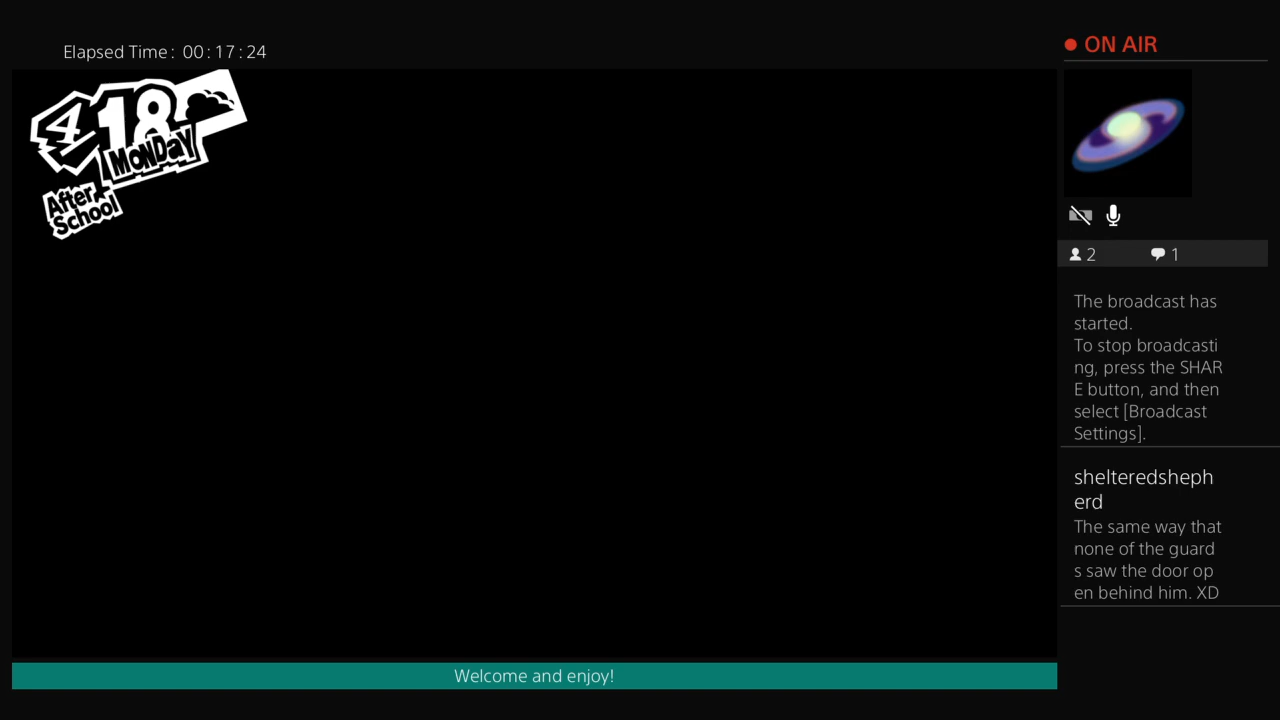 Elapsed Time: 00:17:24
ON AIR
4 18
MONDAY
After
School
2
1
The broadcast has
started.
To stop broadcasti
ng, press the SHAR
E button, and then
select [Broadcast
Settings].
shelteredsheph
erd
The same way that
none of the guard
s saw the door op
en behind him. XD
Welcome and enjoy!